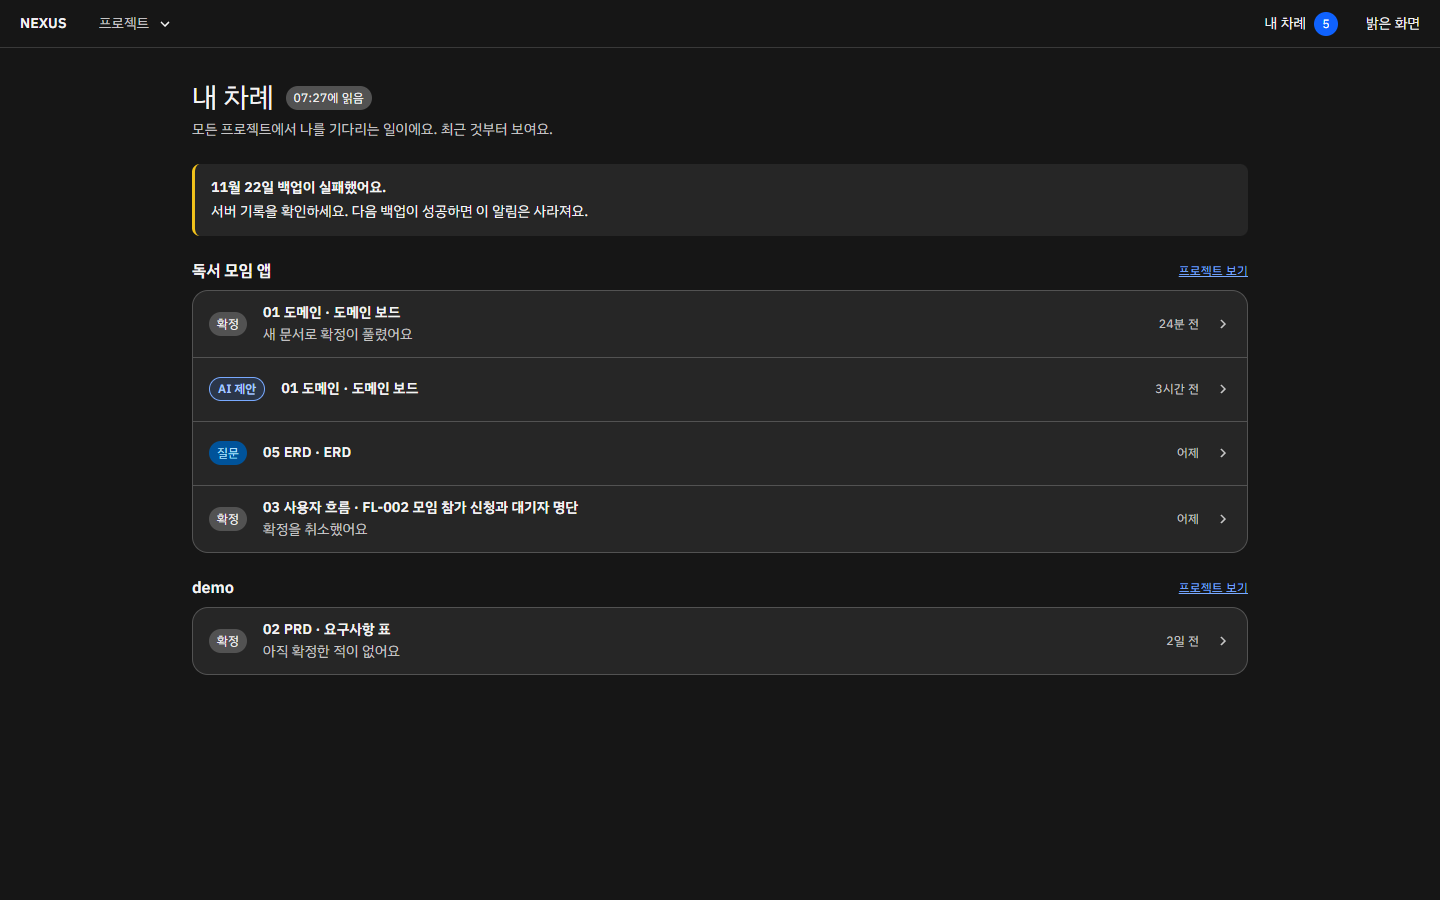 NEXUS
프로젝트
내 차례 5
밝은 화면
내 차례
07:27에 읽음
모든 프로젝트에서 나를 기다리는 일이에요. 최근 것부터 보여요.
11월 22일 백업이 실패했어요.
서버 기록을 확인하세요. 다음 백업이 성공하면 이 알림은 사라져요.
독서 모임 앱
프로젝트 보기
확정
01 도메인 · 도메인 보드
새 문서로 확정이 풀렸어요
24분 전
AI 제안
01 도메인 · 도메인 보드
3시간 전
질문
05 ERD · ERD
어제
확정
03 사용자 흐름 · FL-002 모임 참가 신청과 대기자 명단
확정을 취소했어요
어제
demo
프로젝트 보기
확정
02 PRD · 요구사항 표
아직 확정한 적이 없어요
2일 전